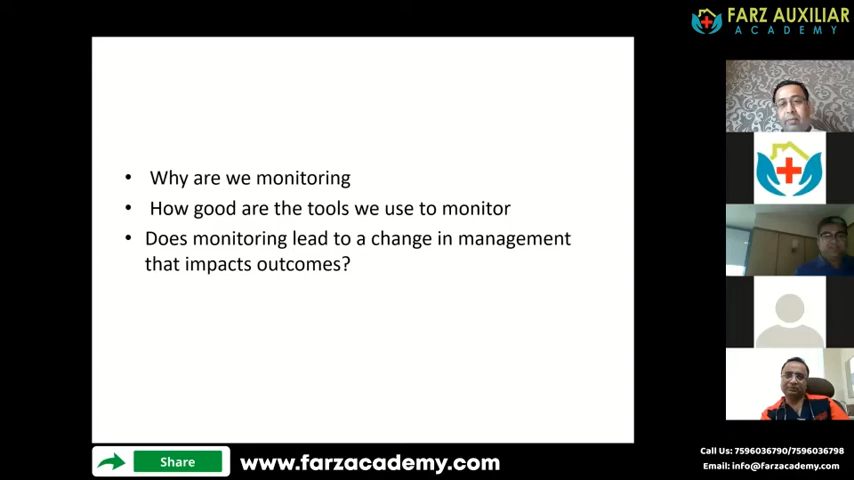 FARZ AUXILIAR
ACADEMY
• Why are we monitoring
• How good are the tools we use to monitor
• Does monitoring lead to a change in management
that impacts outcomes?
Share
www.farzacademy.com
Call Us: 7596036790/7596036798
Email: info@farzacademy.com